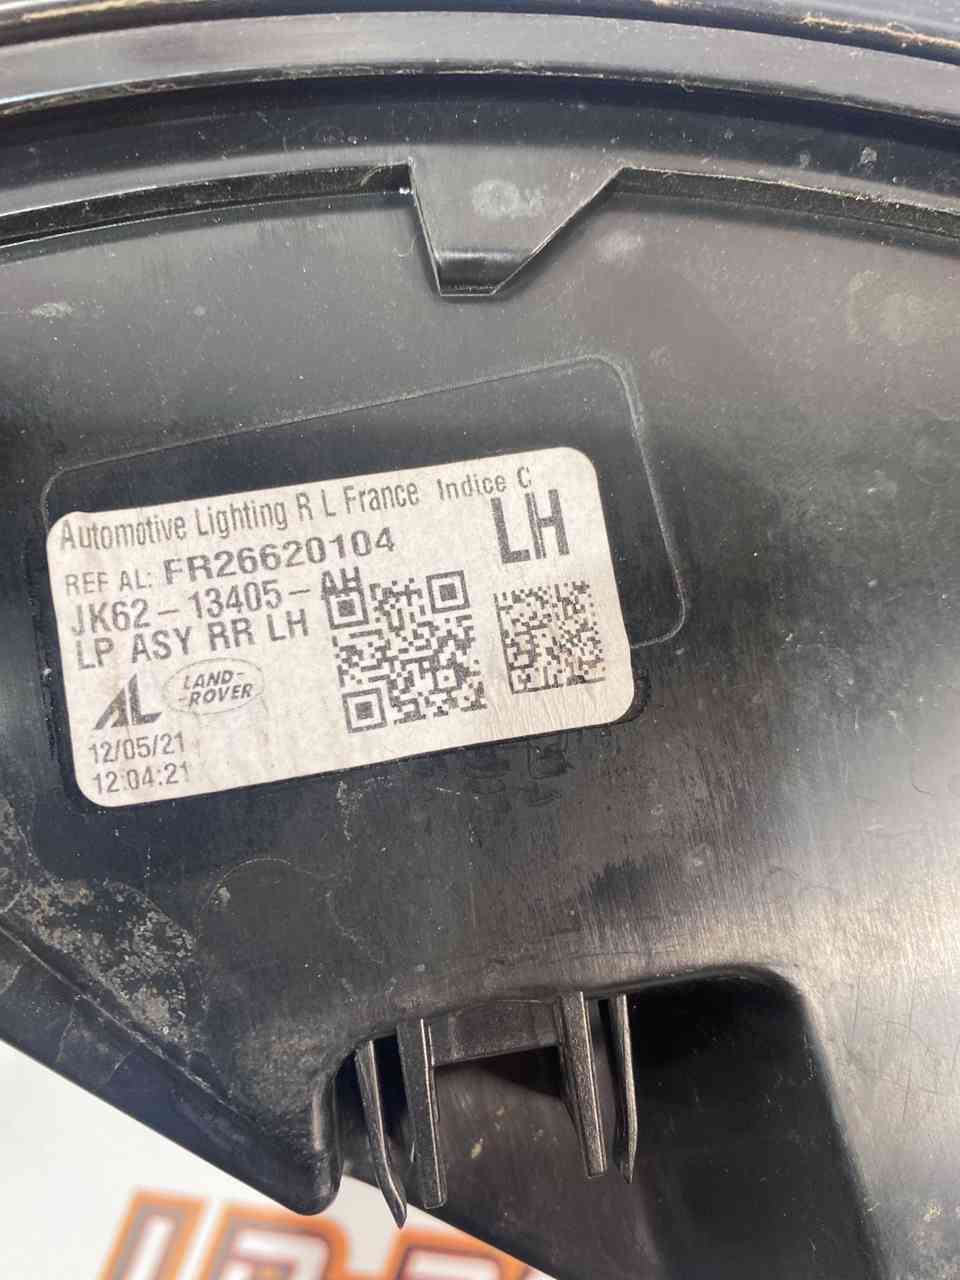 Automotive Lighting R L France Indice C
LH
REF AL: FR26620104
JK62-13405-AH
LP ASY RR LH
AL LAND-
-ROVER
12/05/21
12:04:21